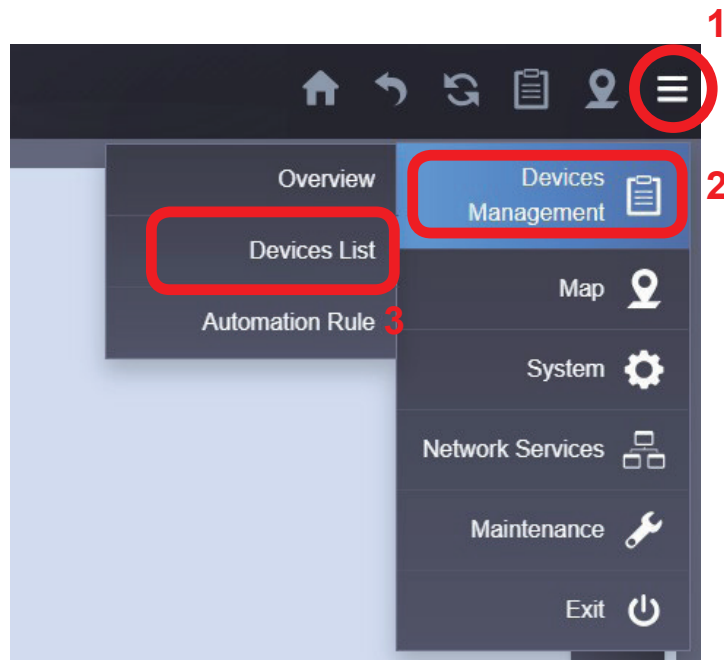 1
Overview
Devices
Management
2
Devices List
Map
Automation Rule
3
System
Network Services
Maintenance
Exit